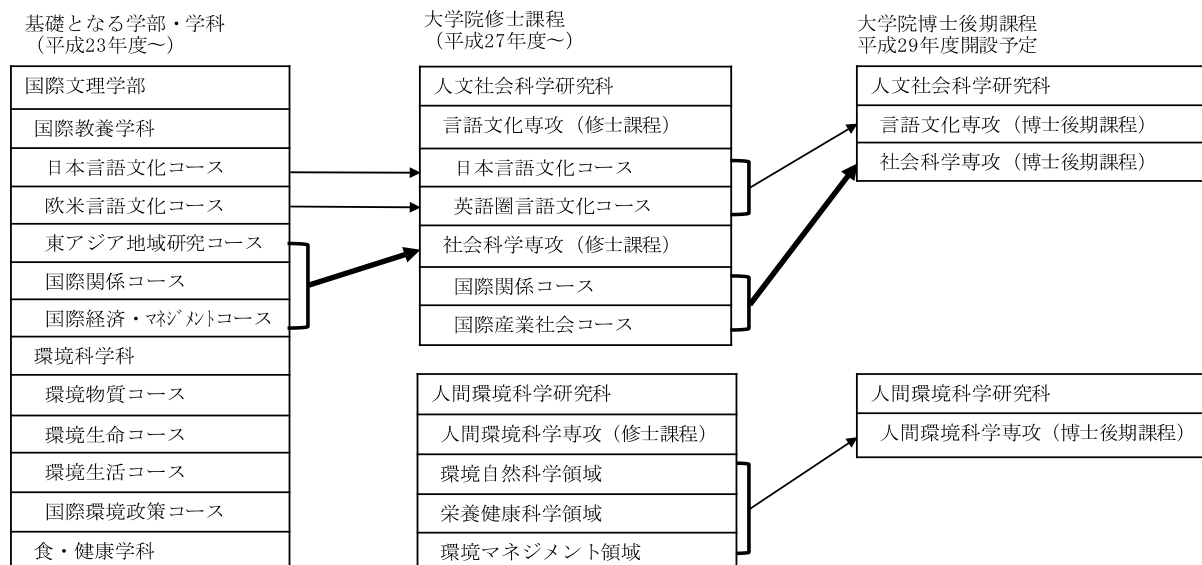 基礎となる学部・学科
（平成23年度～）
国際文理学部
国際教養学科
日本言語文化コース
欧米言語文化コース
東アジア地域研究コース
国際関係コース
国際経済・マネジメントコース
環境科学科
環境物質コース
環境生命コース
環境生活コース
国際環境政策コース
食・健康学科
大学院修士課程
（平成27年度～）
人文社会科学研究科
言語文化専攻（修士課程）
日本言語文化コース
英語圏言語文化コース
社会科学専攻（修士課程）
国際関係コース
国際産業社会コース
人間環境科学研究科
人間環境科学専攻（修士課程）
環境自然科学領域
栄養健康科学領域
環境マネジメント領域
大学院博士後期課程
平成29年度開設予定
人文社会科学研究科
言語文化専攻（博士後期課程）
社会科学専攻（博士後期課程）
人間環境科学研究科
人間環境科学専攻（博士後期課程）